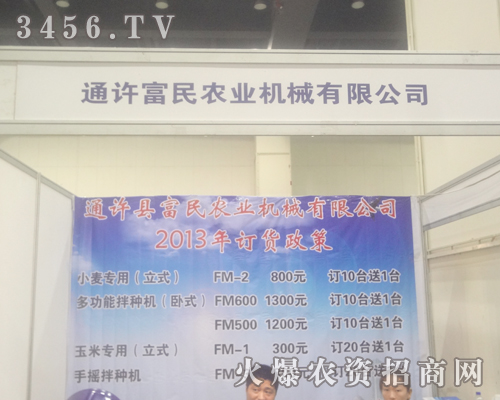 3456.TV
通许富民农业机械有限公司
通许县富民农业机械有限公司
2013年订货政策
小麦专用(立式) FM-2 800元 订10台送1台
多功能拌种机(卧式) FM600 1300元 订10台送1台
FM500 1200元 订10台送1台
玉米专用(立式) FM-1 300元 订20台送1台
手摇拌种机 FM
火爆农资招商网